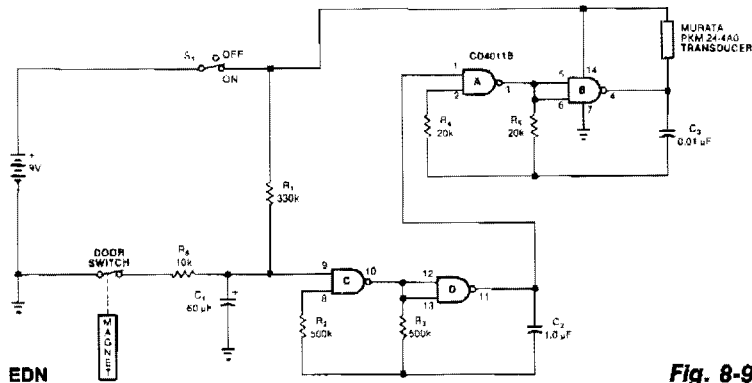 MURATA
PKM 24-4A0
TRANSDUCER
S1
OFF
ON
CD4011B
1
A
2
1
5
6
14
B
7
4
R4
20k
R5
20k
C3
0.01 µF
+
9V
R1
330k
DOOR
SWITCH
R6
10k
+
C1
60 µF
9
8
C
10
12
13
D
11
R2
500k
R3
500k
C2
1.0 µF
MAGNET
EDN
Fig. 8-9